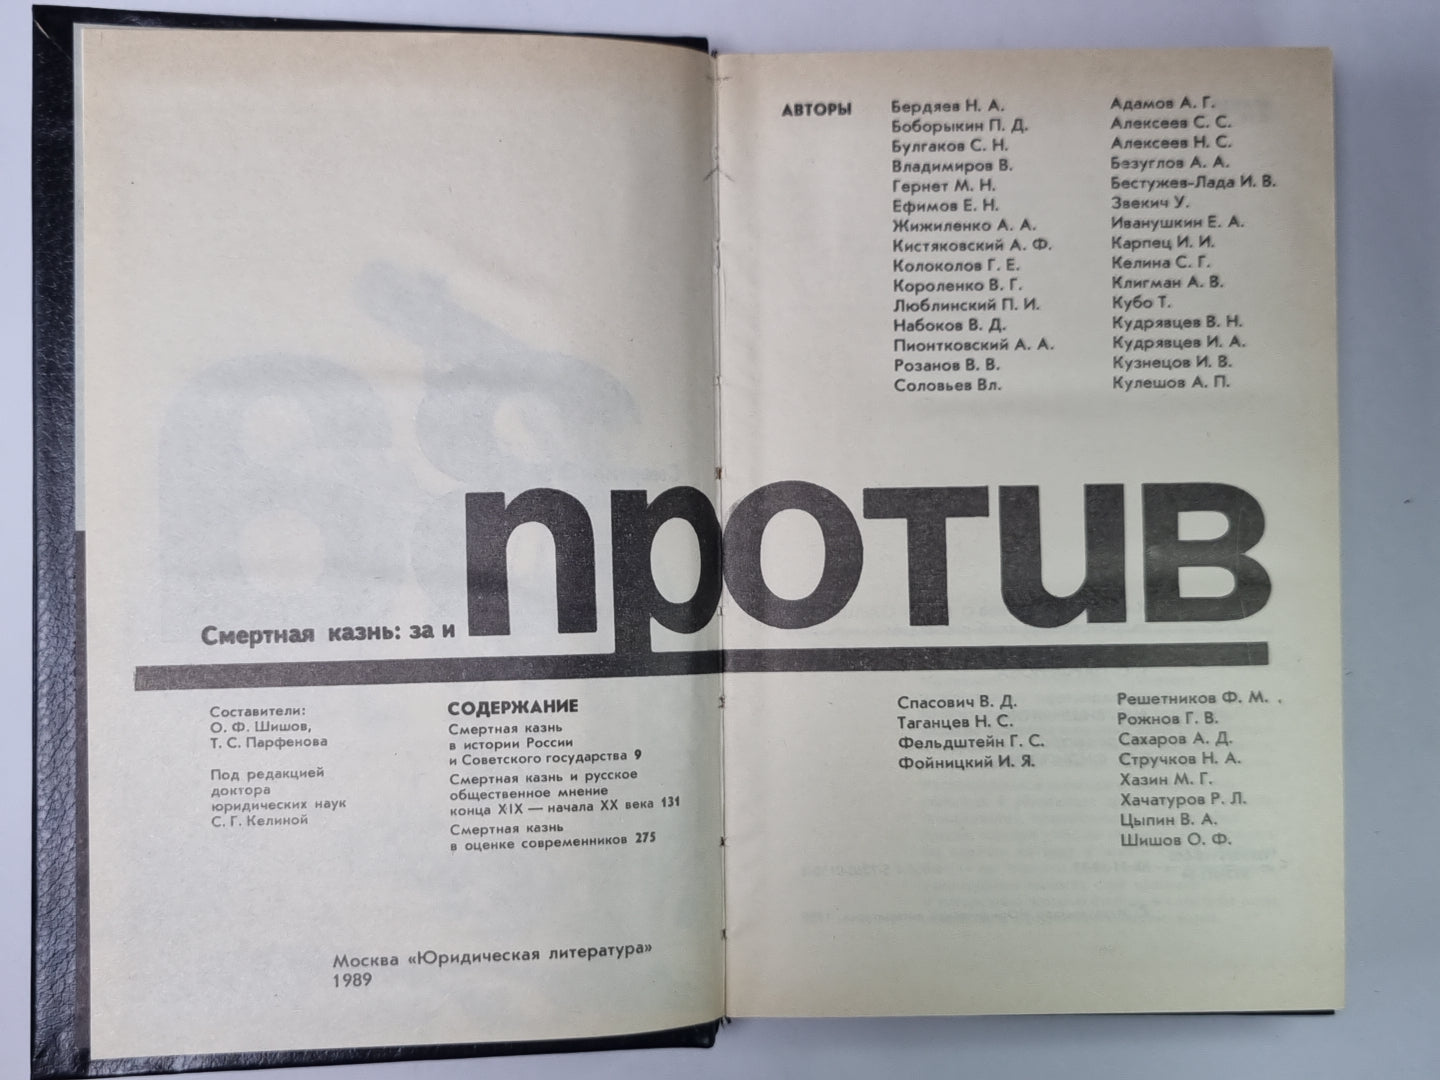 Смертная казнь: за и против
Составители:
О. Ф. Шишов,
Т. С. Парфенова
Под редакцией
доктора
юридических наук
С. Г. Келиной
СОДЕРЖАНИЕ
Смертная казнь
в истории России
и Советского государства 9
Смертная казнь и русское
общественное мнение
конца XIX — начала XX века 131
Смертная казнь
в оценке современников 275
Москва «Юридическая литература»
1989
АВТОРЫ
Бердяев Н. А.
Боборыкин П. Д.
Булгаков С. Н.
Владимиров В.
Гернет М. Н.
Ефимов Е. Н.
Жижиленко А. А.
Кистяковский А. Ф.
Колоколов Г. Е.
Короленко В. Г.
Люблинский П. И.
Набоков В. Д.
Пионтковский А. А.
Розанов В. В.
Соловьев Вл.
Спасович В. Д.
Таганцев Н. С.
Фельдштейн Г. С.
Фойницкий И. Я.
Адамов А. Г.
Алексеев С. С.
Алексеев Н. С.
Безуглов А. А.
Бестужев-Лада И. В.
Звекич У.
Иванушкин Е. А.
Карпец И. И.
Келина С. Г.
Клигман А. В.
Кубо Т.
Кудрявцев В. Н.
Кудрявцев И. А.
Кузнецов И. В.
Кулешов А. П.
Решетников Ф. М.
Рожнов Г. В.
Сахаров А. Д.
Стручков Н. А.
Хазин М. Г.
Хачатуров Р. Л.
Цыпин В. А.
Шишов О. Ф.